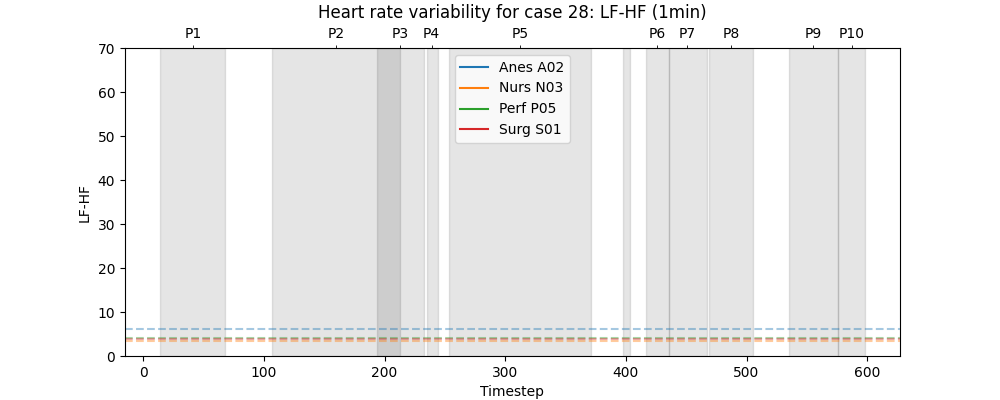 Heart rate variability for case 28: LF-HF (1min)
P1 P2 P3 P4 P5 P6 P7 P8 P9 P10
70
60
50
40
30
20
10
0
LF-HF
Anes A02
Nurs N03
Perf P05
Surg S01
0 100 200 300 400 500 600
Timestep